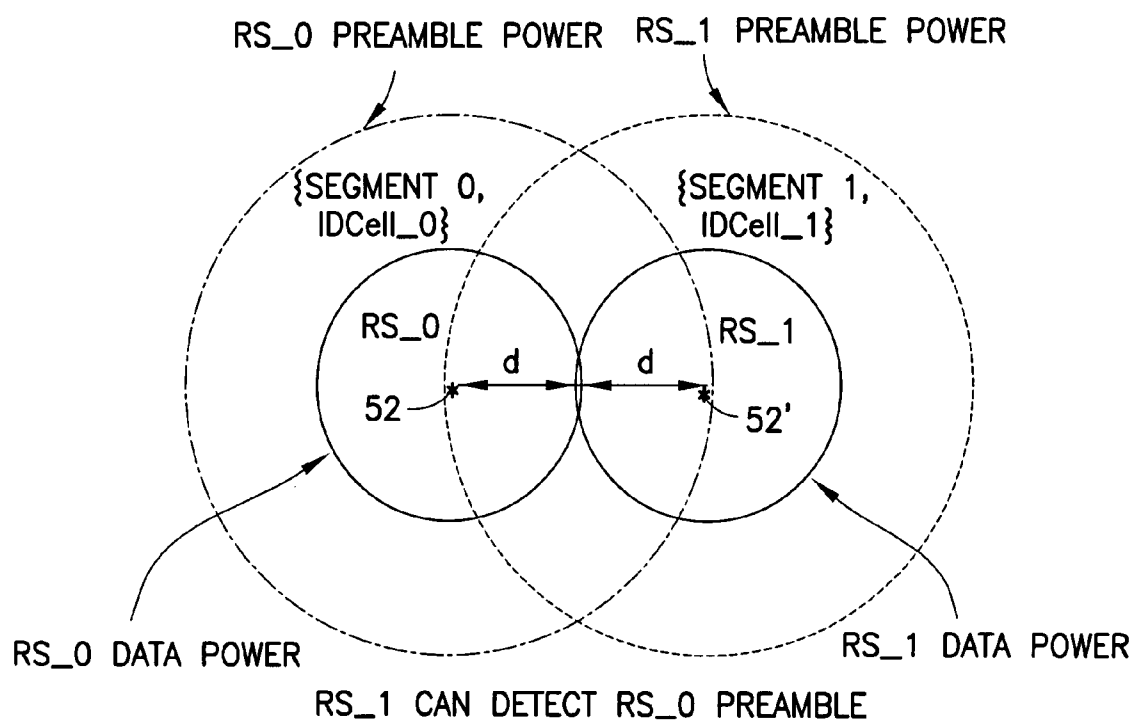 RS_0 PREAMBLE POWER
RS_1 PREAMBLE POWER
{SEGMENT 0,
IDCell_0}
{SEGMENT 1,
IDCell_1}
RS_0
RS_1
d
d
52
52'
RS_0 DATA POWER
RS_1 DATA POWER
RS_1 CAN DETECT RS_0 PREAMBLE